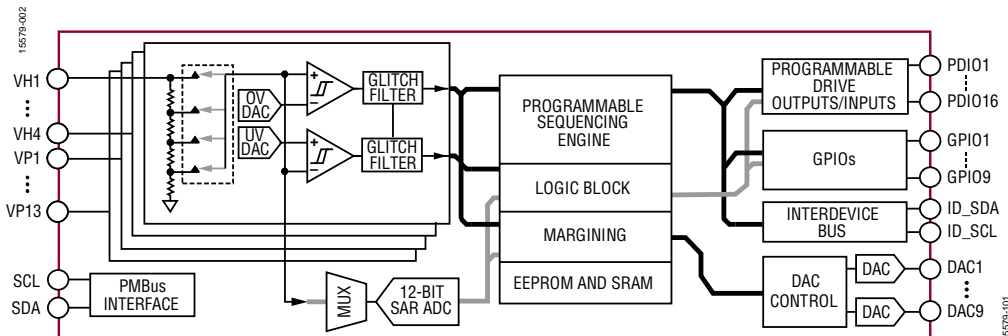 15579-002
VH1
VH4
VP1
VP13
SCL
SDA
PMBus
INTERFACE
+
−
OV
DAC
UV
DAC
+
−
GLITCH
FILTER
GLITCH
FILTER
MUX
12-BIT
SAR ADC
PROGRAMMABLE
SEQUENCING
ENGINE
LOGIC BLOCK
MARGINING
EEPROM AND SRAM
PROGRAMMABLE
DRIVE
OUTPUTS/INPUTS
GPIOs
INTERDEVICE
BUS
DAC
CONTROL
DAC
DAC
PDIO1
PDIO16
GPIO1
GPIO9
ID_SDA
ID_SCL
DAC1
DAC9